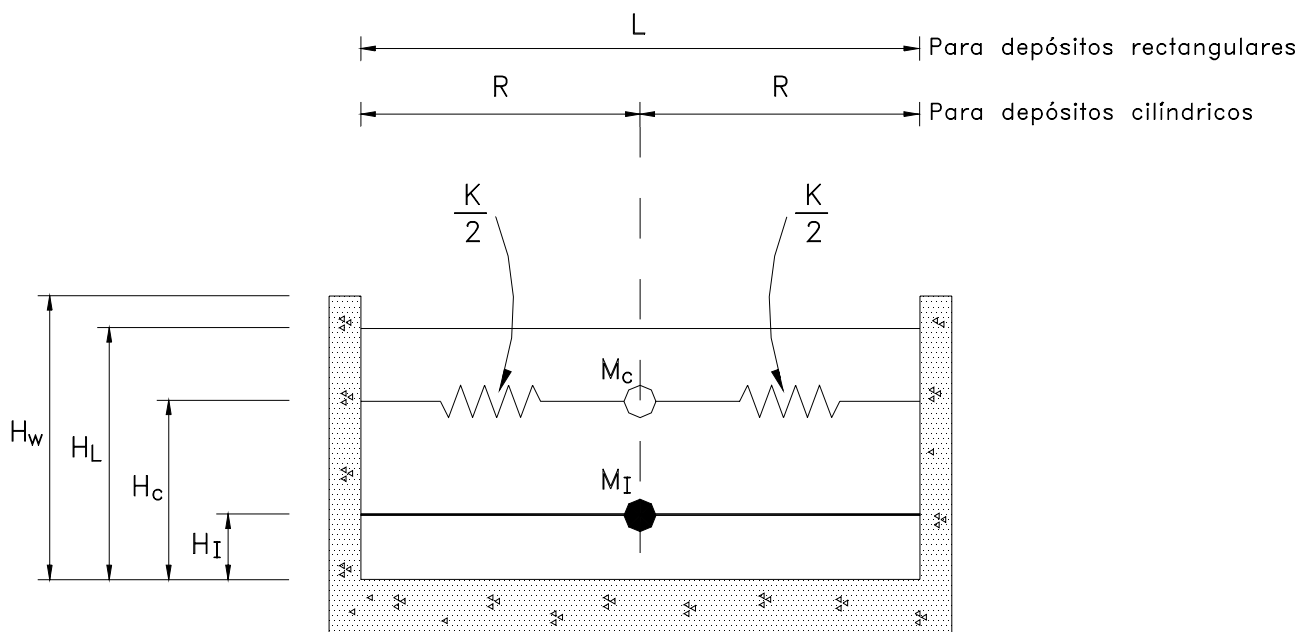 L
Para depósitos rectangulares
R R
Para depósitos cilíndricos
K/2 K/2
Mc
Hw
HL
Hc
MI
HI